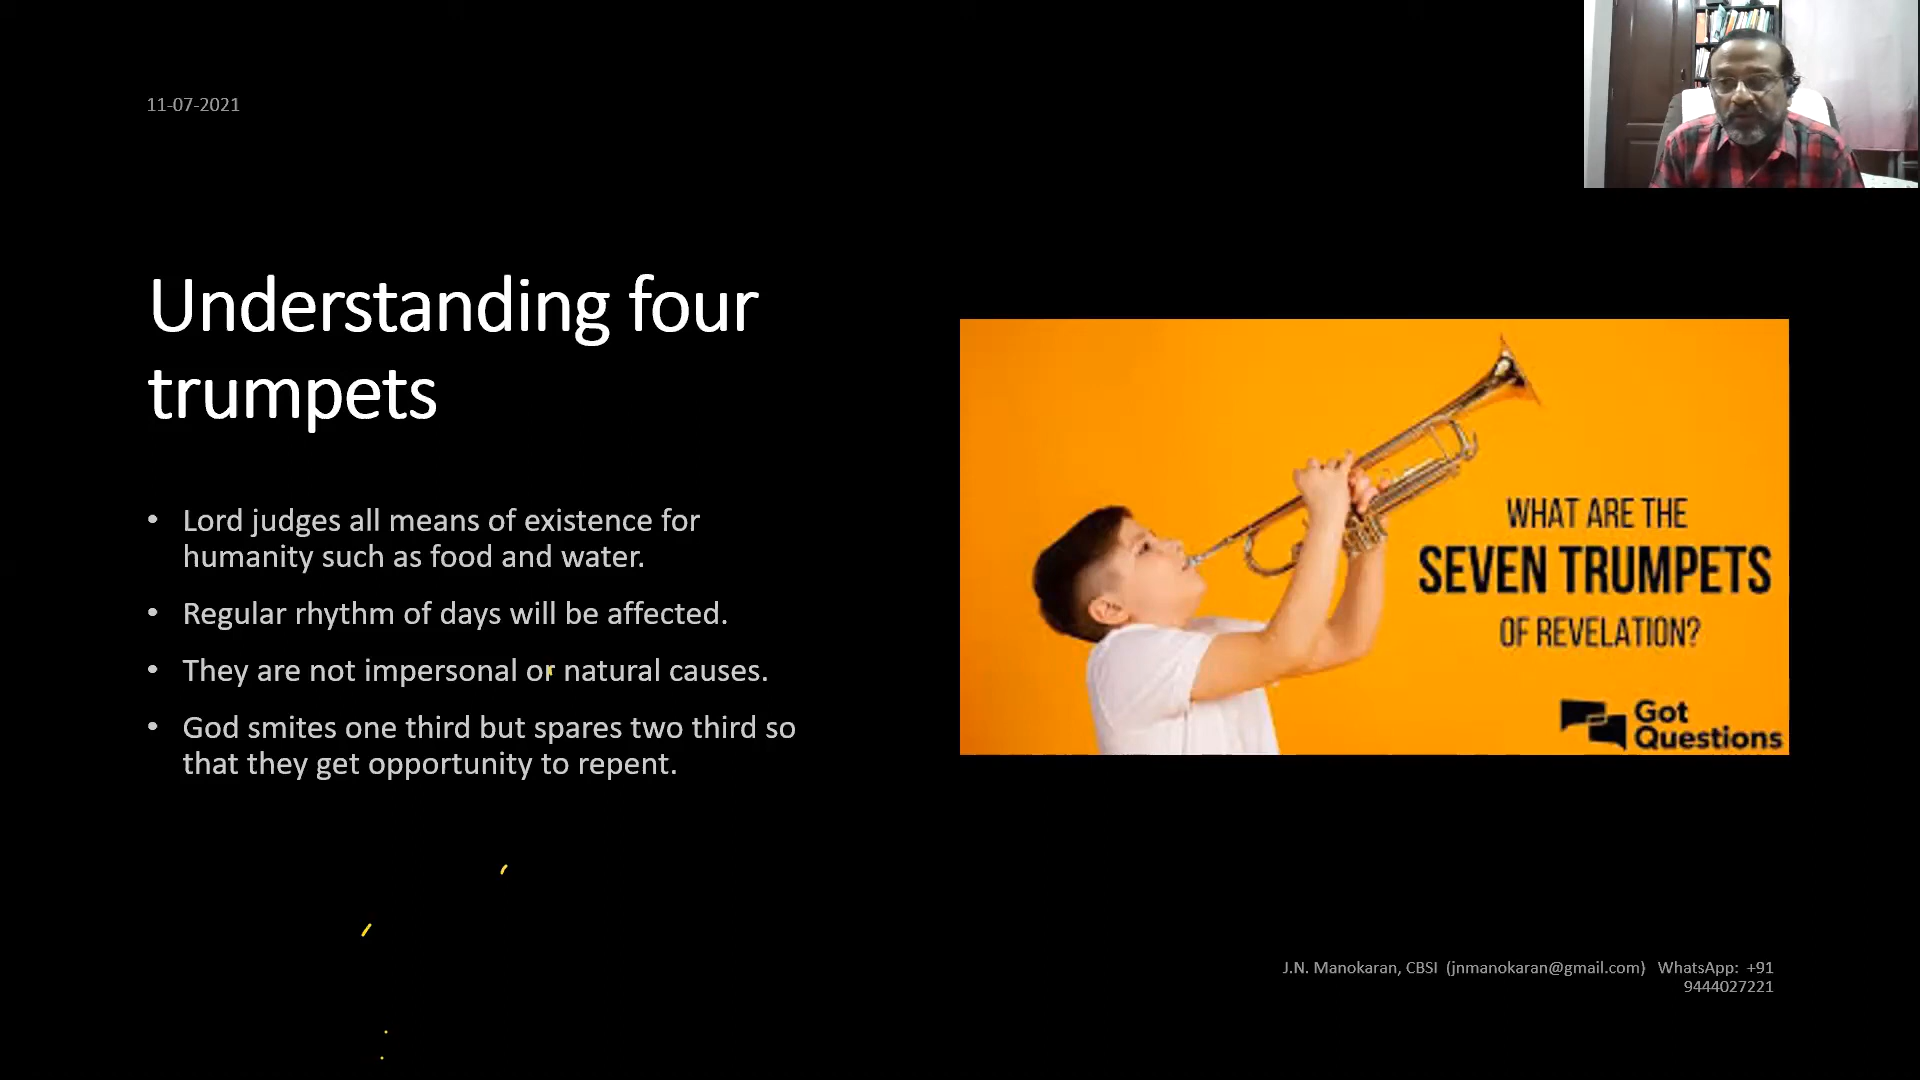 11-07-2021
Understanding four
trumpets
• Lord judges all means of existence for
humanity such as food and water.
• Regular rhythm of days will be affected.
• They are not impersonal or natural causes.
• God smites one third but spares two third so
that they get opportunity to repent.
WHAT ARE THE
SEVEN TRUMPETS
OF REVELATION?
Got
Questions
J.N. Manokaran, CBSI (jnmanokaran@gmail.com) WhatsApp: +91
9444027221